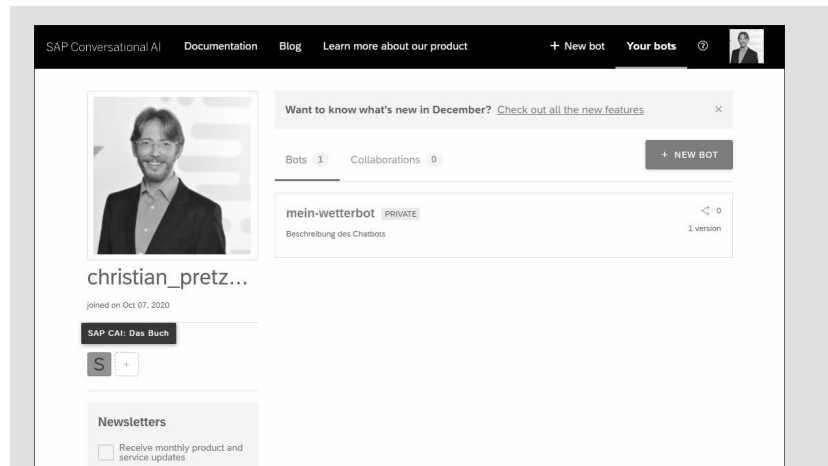 SAP Conversational AI Documentation Blog Learn more about our product + New bot Your bots ?
Want to know what's new in December? Check out all the new features ×
Bots 1 Collaborations 0
+ NEW BOT
mein-wetterbot PRIVATE 0
Beschreibung des Chatbots 1 version
christian_pretz...
joined on Oct 07, 2020
SAP CAI: Das Buch
S +
Newsletters
Receive monthly product and
service updates